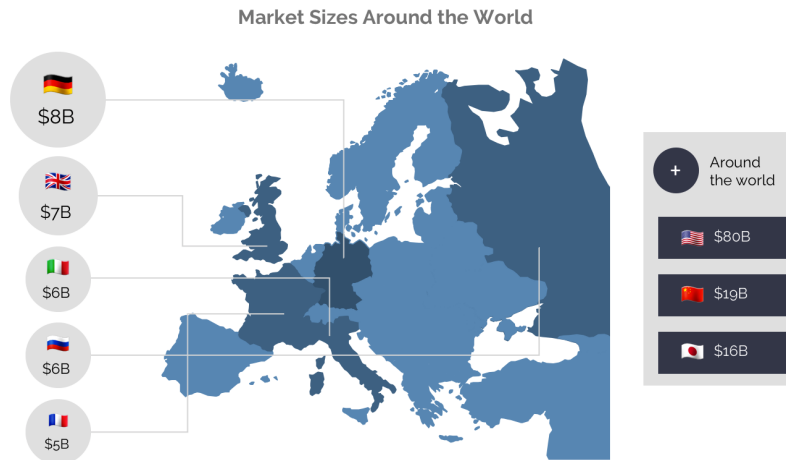 Market Sizes Around the World
$8B
$7B
$6B
$6B
$5B
+
Around
the world
$80B
$19B
$16B